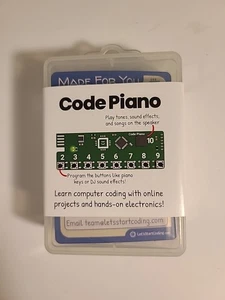 MADE FOR YOU
Code Piano
Play tones, sound effects,
and songs on the speaker
Code Piano
10
2 3 4 5 6 7 8 9
Program the buttons like piano
keys or DJ sound effects!
Learn computer coding with online
projects and hands-on electronics!
Email team@letsstartcoding.com